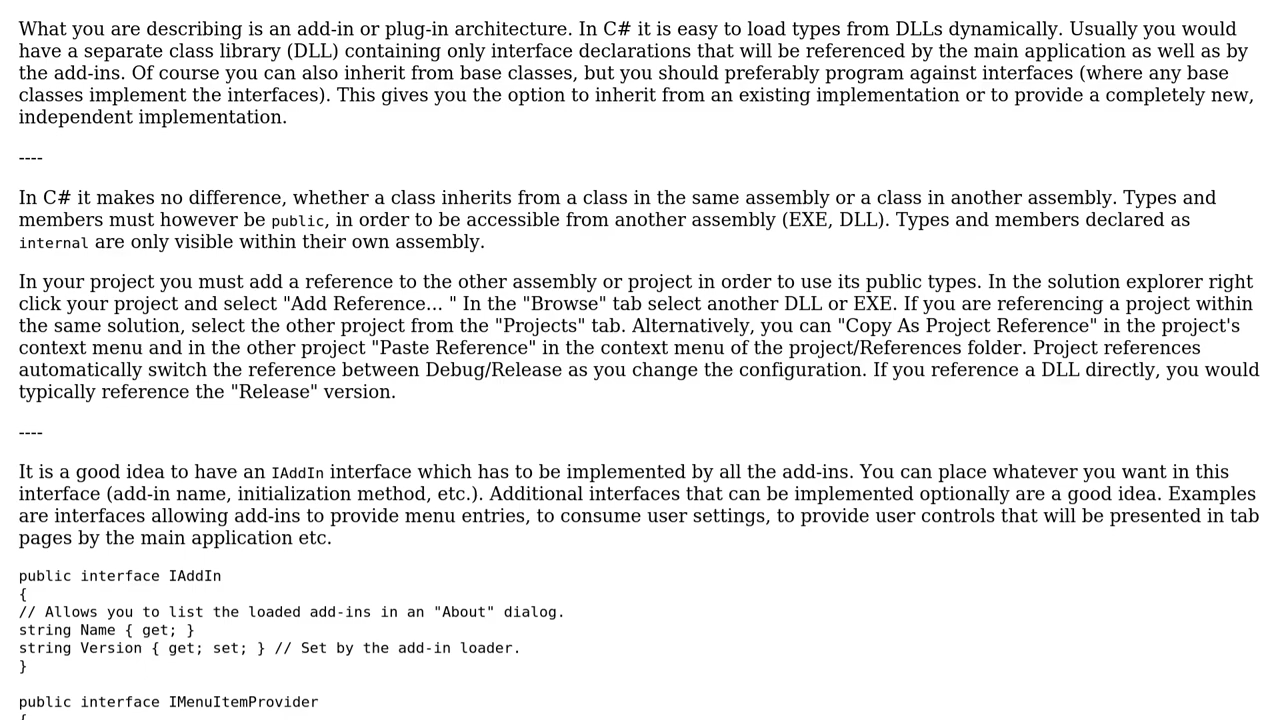 What you are describing is an add-in or plug-in architecture. In C# it is easy to load types from DLLs dynamically. Usually you would
have a separate class library (DLL) containing only interface declarations that will be referenced by the main application as well as by
the add-ins. Of course you can also inherit from base classes, but you should preferably program against interfaces (where any base
classes implement the interfaces). This gives you the option to inherit from an existing implementation or to provide a completely new,
independent implementation.
----
In C# it makes no difference, whether a class inherits from a class in the same assembly or a class in another assembly. Types and
members must however be public, in order to be accessible from another assembly (EXE, DLL). Types and members declared as
internal are only visible within their own assembly.
In your project you must add a reference to the other assembly or project in order to use its public types. In the solution explorer right
click your project and select "Add Reference... " In the "Browse" tab select another DLL or EXE. If you are referencing a project within
the same solution, select the other project from the "Projects" tab. Alternatively, you can "Copy As Project Reference" in the project's
context menu and in the other project "Paste Reference" in the context menu of the project/References folder. Project references
automatically switch the reference between Debug/Release as you change the configuration. If you reference a DLL directly, you would
typically reference the "Release" version.
----
It is a good idea to have an IAddIn interface which has to be implemented by all the add-ins. You can place whatever you want in this
interface (add-in name, initialization method, etc.). Additional interfaces that can be implemented optionally are a good idea. Examples
are interfaces allowing add-ins to provide menu entries, to consume user settings, to provide user controls that will be presented in tab
pages by the main application etc.
public interface IAddIn
{
// Allows you to list the loaded add-ins in an "About" dialog.
string Name { get; }
string Version { get; set; } // Set by the add-in loader.
}
public interface IMenuItemProvider
{